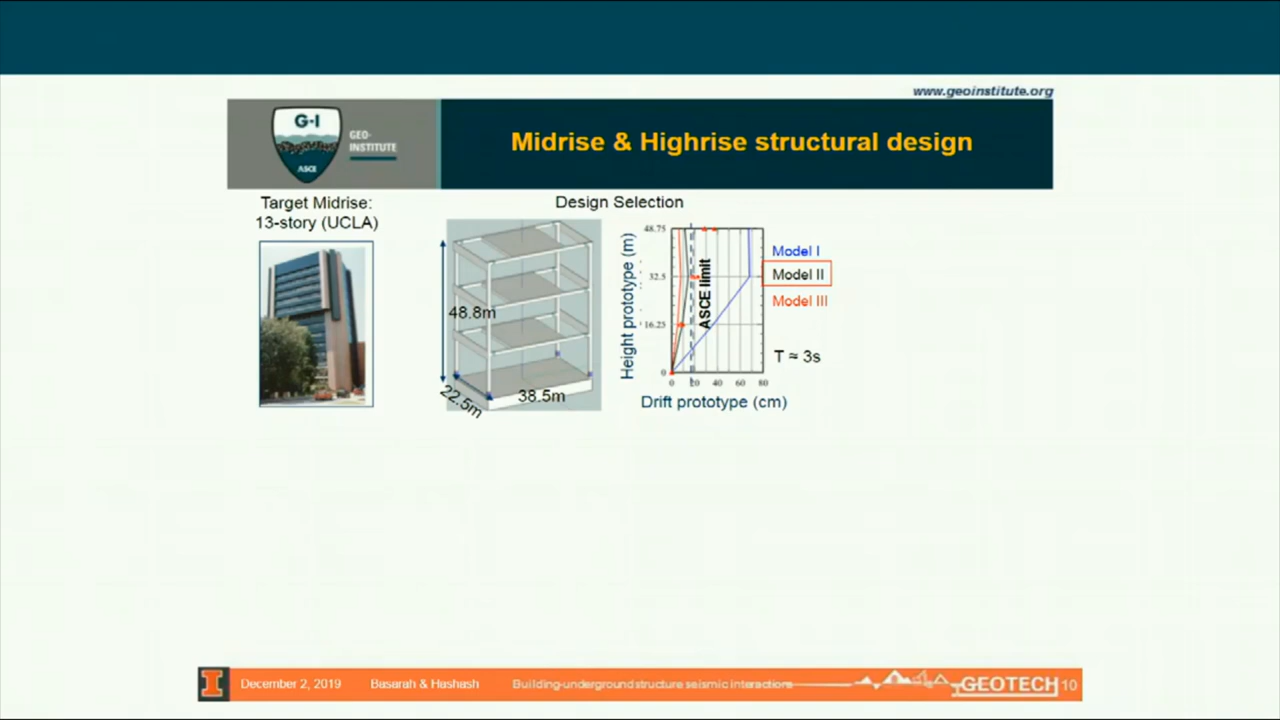 www.geoinstitute.org
G-I
GEO-
INSTITUTE
ASCE
Midrise & Highrise structural design
Target Midrise:
13-story (UCLA)
Design Selection
48.8m
22.5m
38.5m
Height prototype (m)
48.75
32.5
16.25
0
0 20 40 60 80
Drift prototype (cm)
ASCE limit
Model I
Model II
Model III
T ≈ 3s
I
December 2, 2019 Basarah & Hashash Building-underground structure seismic interactions GEOTECH 10